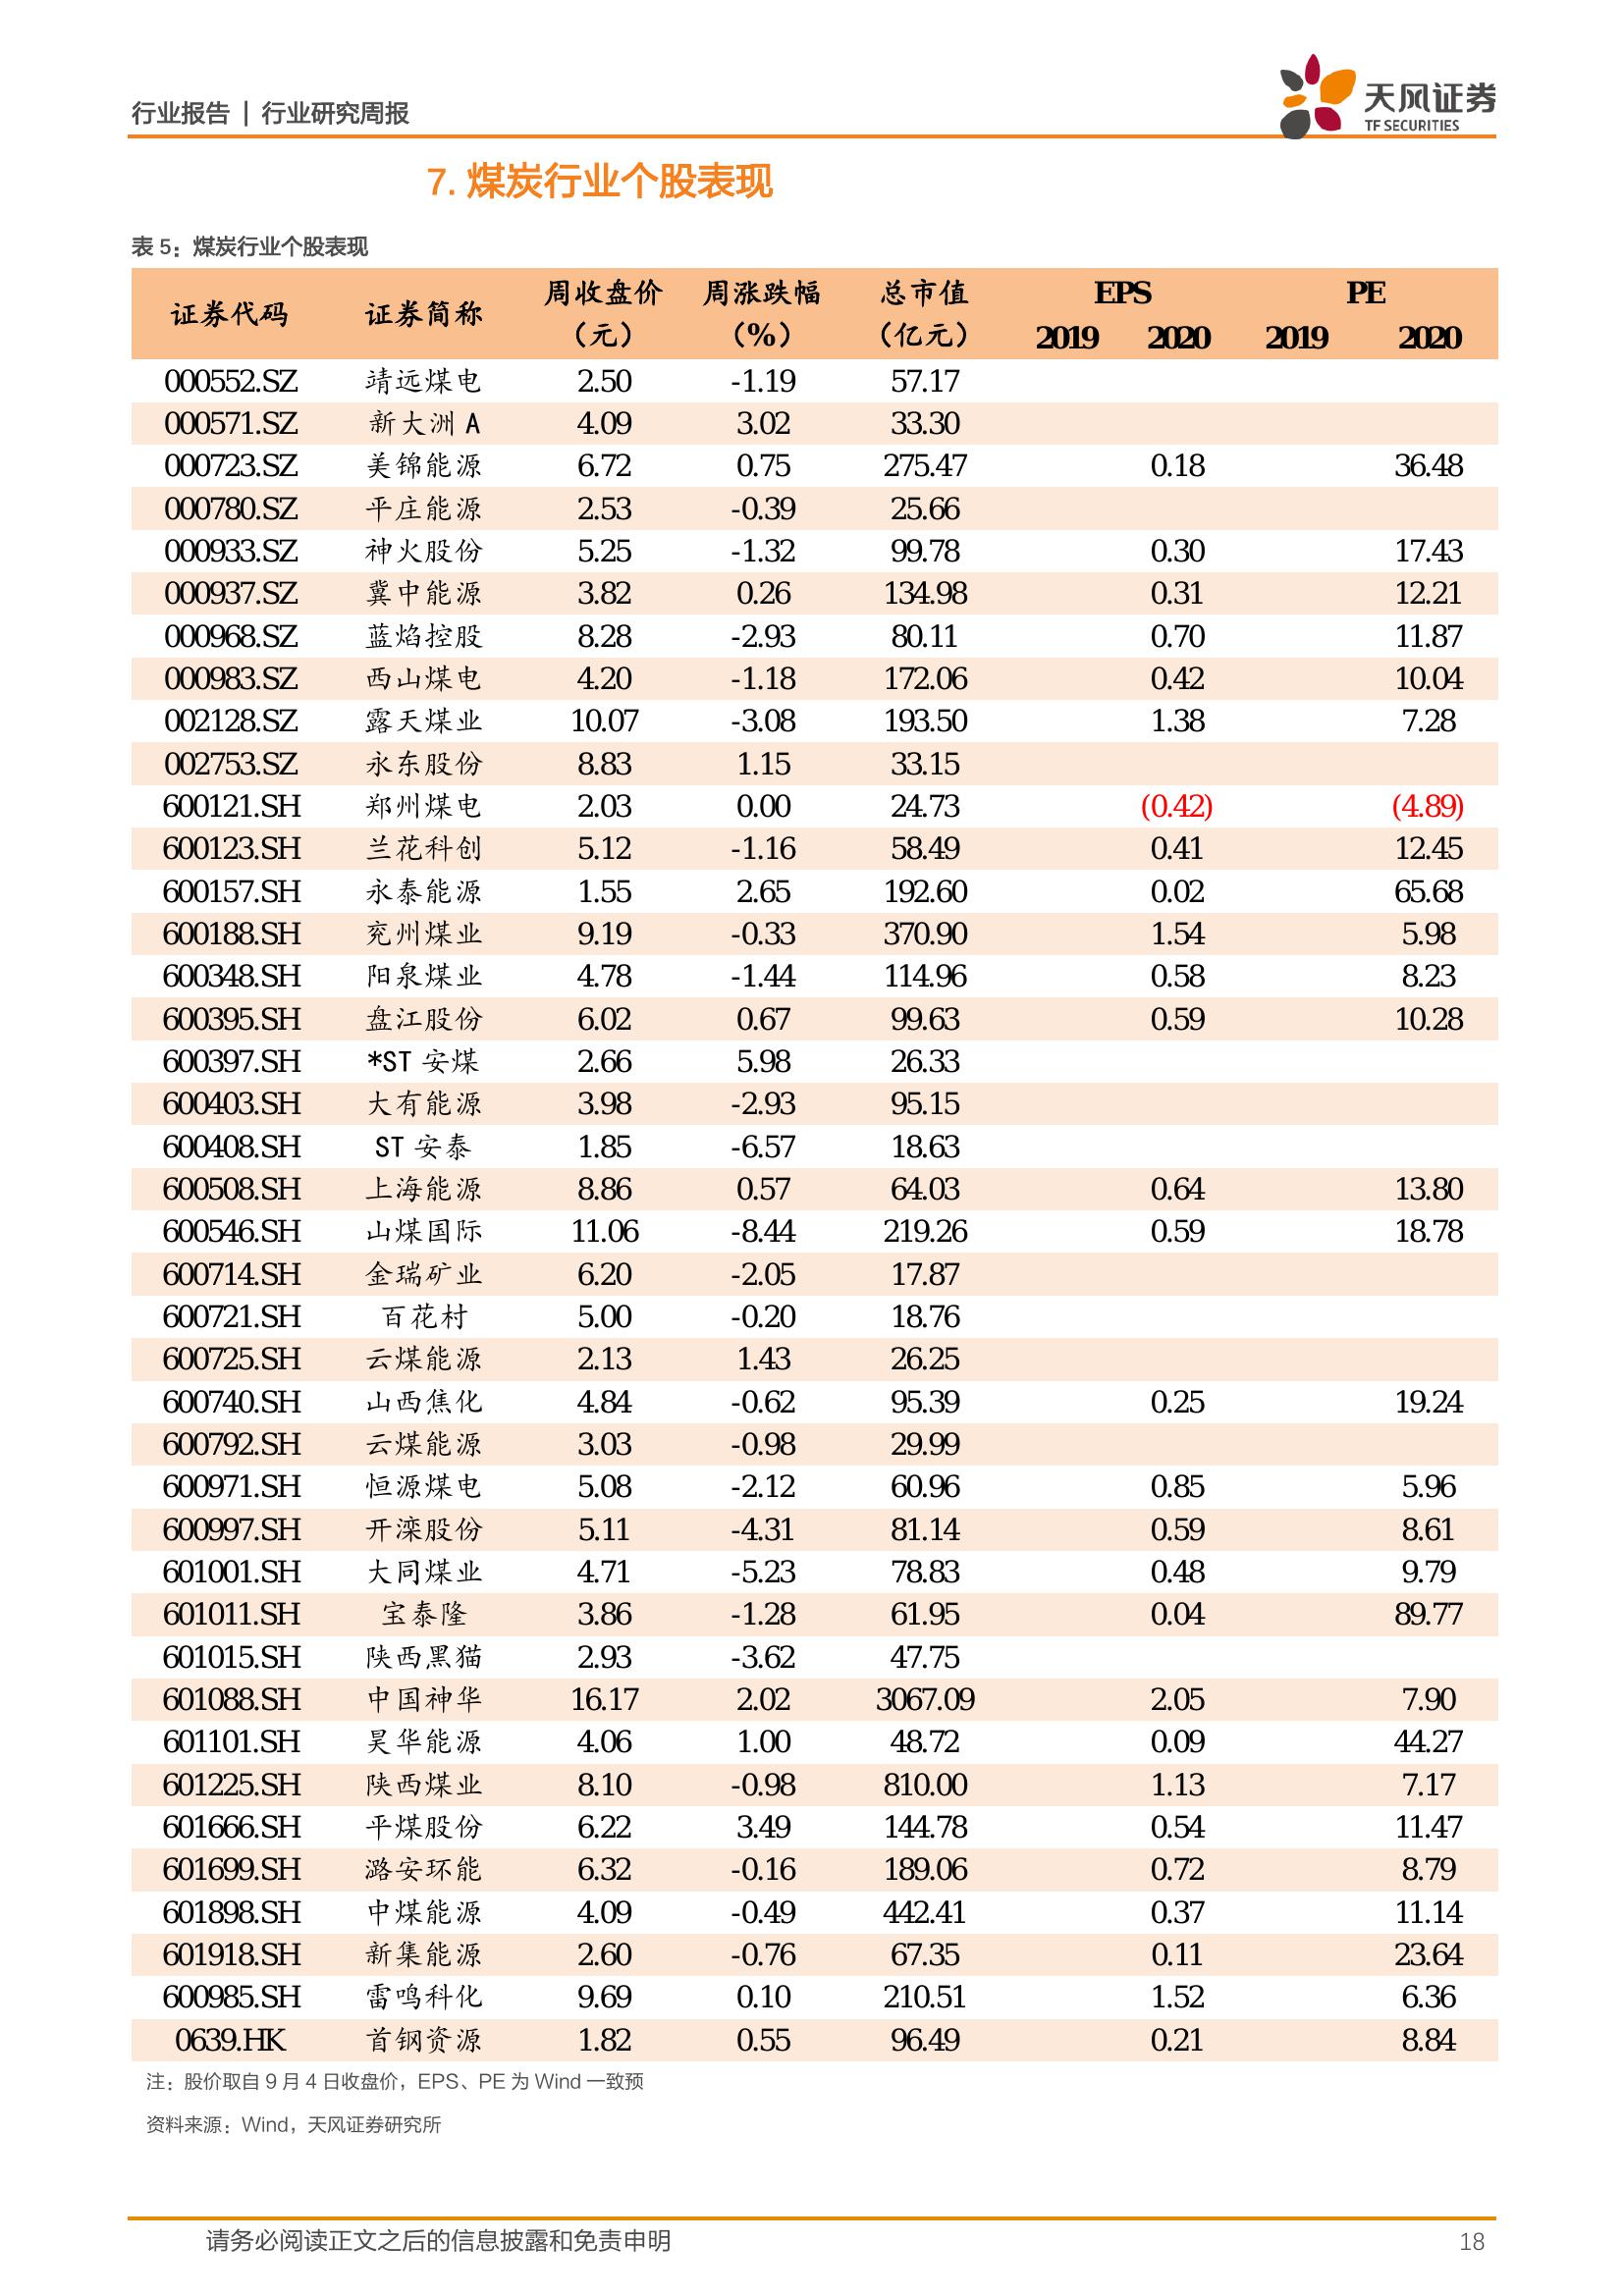 行业报告 | 行业研究周报
天风证券
TF SECURITIES
7. 煤炭行业个股表现
表 5：煤炭行业个股表现
证券代码 证券简称 周收盘价（元） 周涨跌幅（%） 总市值（亿元） EPS PE
2019 2020 2019 2020
000552.SZ 靖远煤电 2.50 -1.19 57.17
000571.SZ 新大洲 A 4.09 3.02 33.30
000723.SZ 美锦能源 6.72 0.75 275.47 0.18 36.48
000780.SZ 平庄能源 2.53 -0.39 25.66
000933.SZ 神火股份 5.25 -1.32 99.78 0.30 17.43
000937.SZ 冀中能源 3.82 0.26 134.98 0.31 12.21
000968.SZ 蓝焰控股 8.28 -2.93 80.11 0.70 11.87
000983.SZ 西山煤电 4.20 -1.18 172.06 0.42 10.04
002128.SZ 露天煤业 10.07 -3.08 193.50 1.38 7.28
002753.SZ 永东股份 8.83 1.15 33.15
600121.SH 郑州煤电 2.03 0.00 24.73 (0.42) (4.89)
600123.SH 兰花科创 5.12 -1.16 58.49 0.41 12.45
600157.SH 永泰能源 1.55 2.65 192.60 0.02 65.68
600188.SH 兖州煤业 9.19 -0.33 370.90 1.54 5.98
600348.SH 阳泉煤业 4.78 -1.44 114.96 0.58 8.23
600395.SH 盘江股份 6.02 0.67 99.63 0.59 10.28
600397.SH *ST 安煤 2.66 5.98 26.33
600403.SH 大有能源 3.98 -2.93 95.15
600408.SH ST 安泰 1.85 -6.57 18.63
600508.SH 上海能源 8.86 0.57 64.03 0.64 13.80
600546.SH 山煤国际 11.06 -8.44 219.26 0.59 18.78
600714.SH 金瑞矿业 6.20 -2.05 17.87
600721.SH 百花村 5.00 -0.20 18.76
600725.SH 云煤能源 2.13 1.43 26.25
600740.SH 山西焦化 4.84 -0.62 95.39 0.25 19.24
600792.SH 云煤能源 3.03 -0.98 29.99
600971.SH 恒源煤电 5.08 -2.12 60.96 0.85 5.96
600997.SH 开滦股份 5.11 -4.31 81.14 0.59 8.61
601001.SH 大同煤业 4.71 -5.23 78.83 0.48 9.79
601011.SH 宝泰隆 3.86 -1.28 61.95 0.04 89.77
601015.SH 陕西黑猫 2.93 -3.62 47.75
601088.SH 中国神华 16.17 2.02 3067.09 2.05 7.90
601101.SH 昊华能源 4.06 1.00 48.72 0.09 44.27
601225.SH 陕西煤业 8.10 -0.98 810.00 1.13 7.17
601666.SH 平煤股份 6.22 3.49 144.78 0.54 11.47
601699.SH 潞安环能 6.32 -0.16 189.06 0.72 8.79
601898.SH 中煤能源 4.09 -0.49 442.41 0.37 11.14
601918.SH 新集能源 2.60 -0.76 67.35 0.11 23.64
600985.SH 雷鸣科化 9.69 0.10 210.51 1.52 6.36
0639.HK 首钢资源 1.82 0.55 96.49 0.21 8.84
注：股价取自 9 月 4 日收盘价，EPS、PE 为 Wind 一致预
资料来源：Wind，天风证券研究所
请务必阅读正文之后的信息披露和免责申明 18